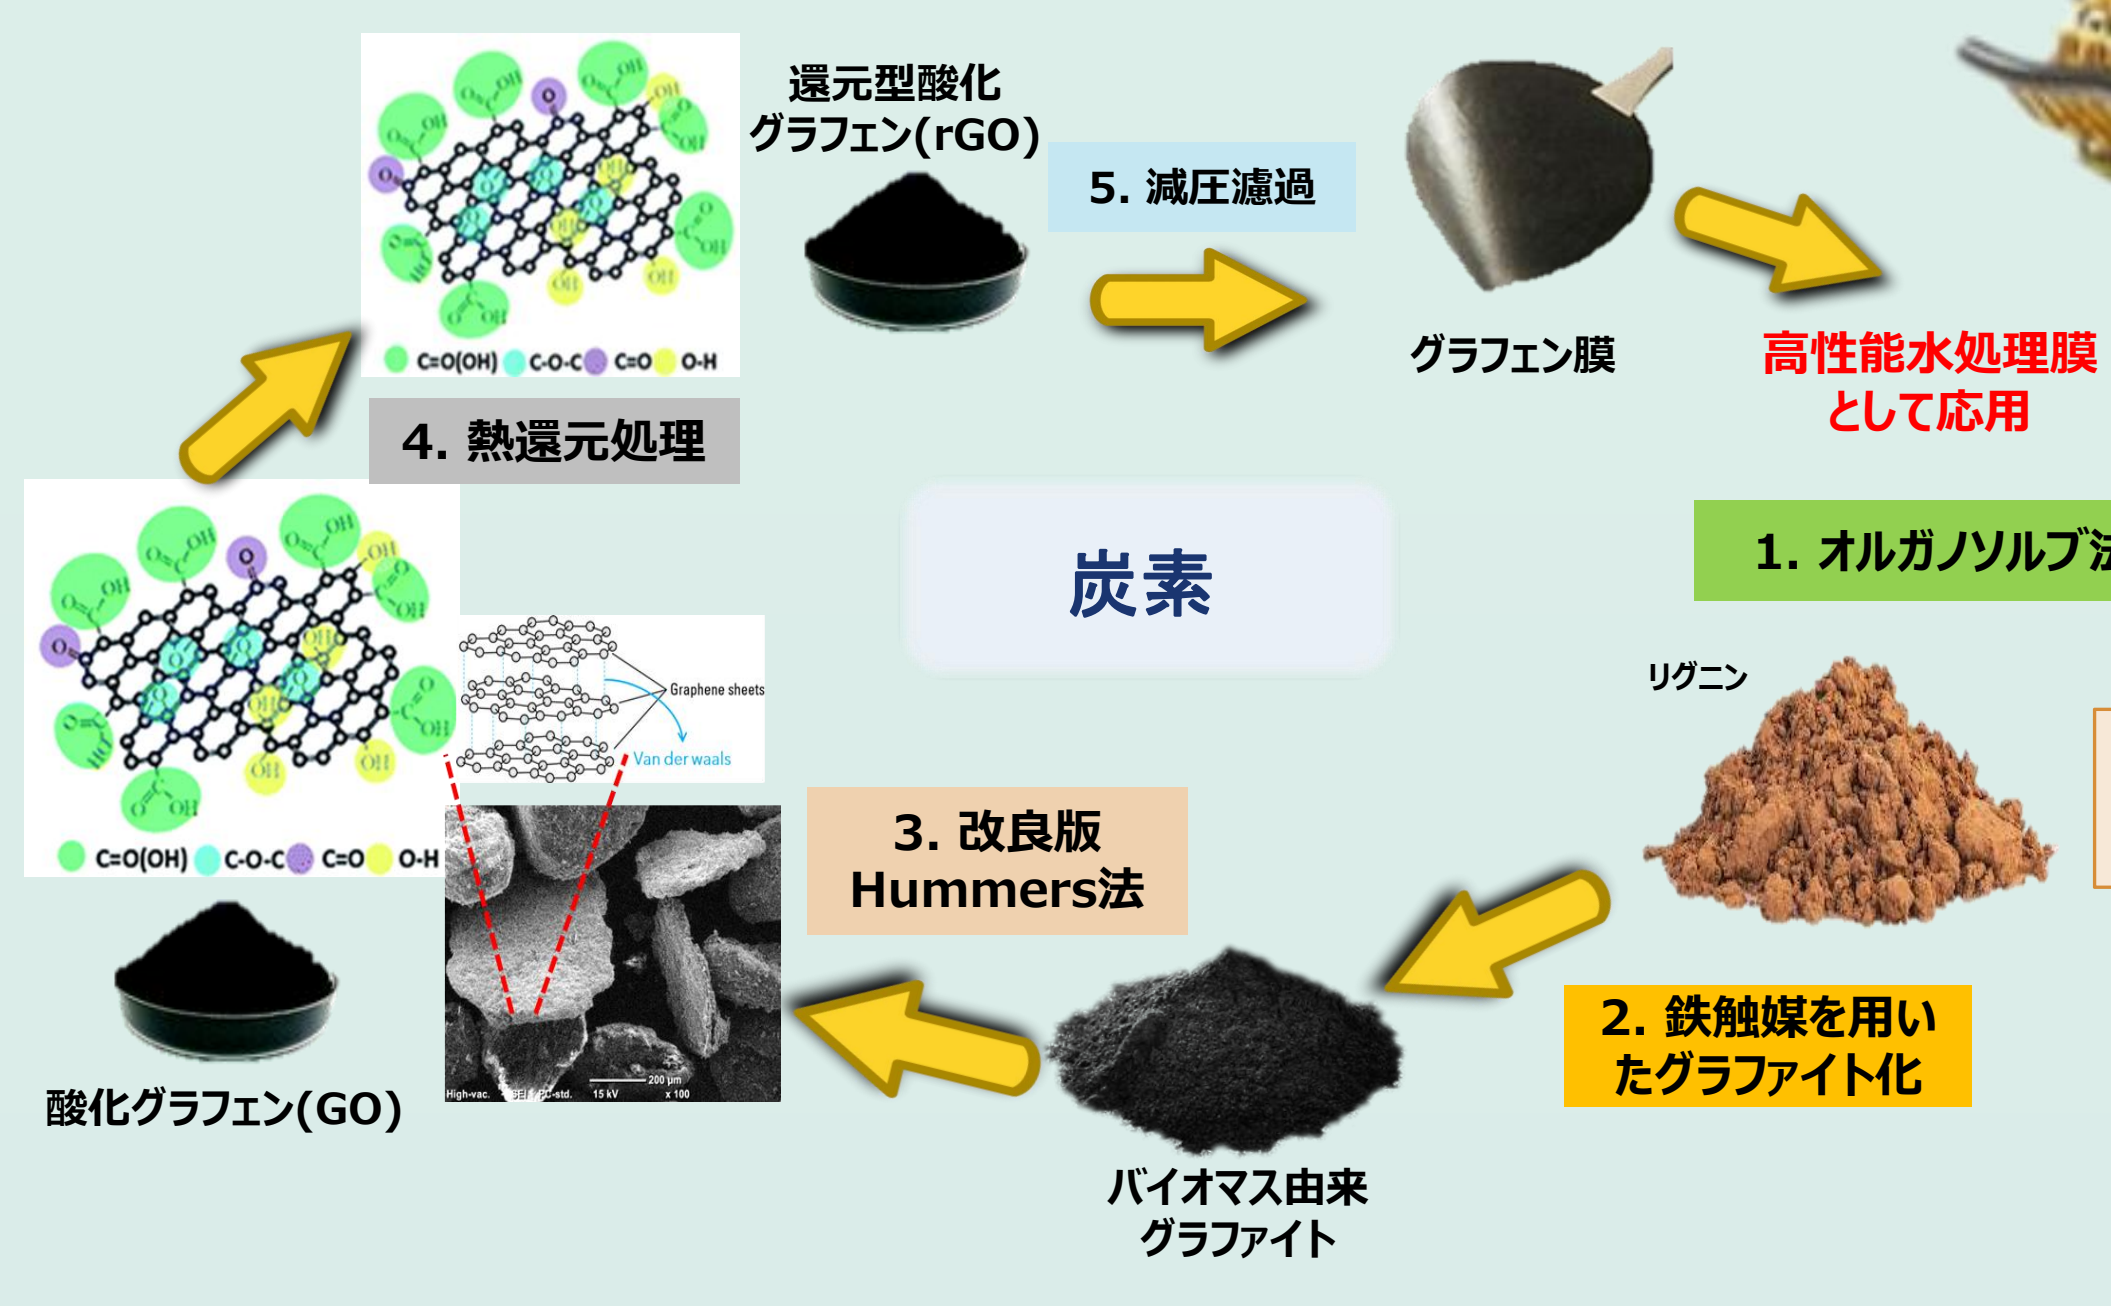 還元型酸化
グラフェン(rGO)
5. 減圧濾過
グラフェン膜
高性能水処理膜
として応用
C=O(OH) C-O-C C=O O-H
4. 熱還元処理
炭素
1. オルガノソルブ法
リグニン
Graphene sheets
Van der waals
C=O(OH) C-O-C C=O O-H
3. 改良版
Hummers法
2. 鉄触媒を用い
たグラファイト化
High-vac. SEI PC-std. 15 kV x 100
200 μm
酸化グラフェン(GO)
バイオマス由来
グラファイト